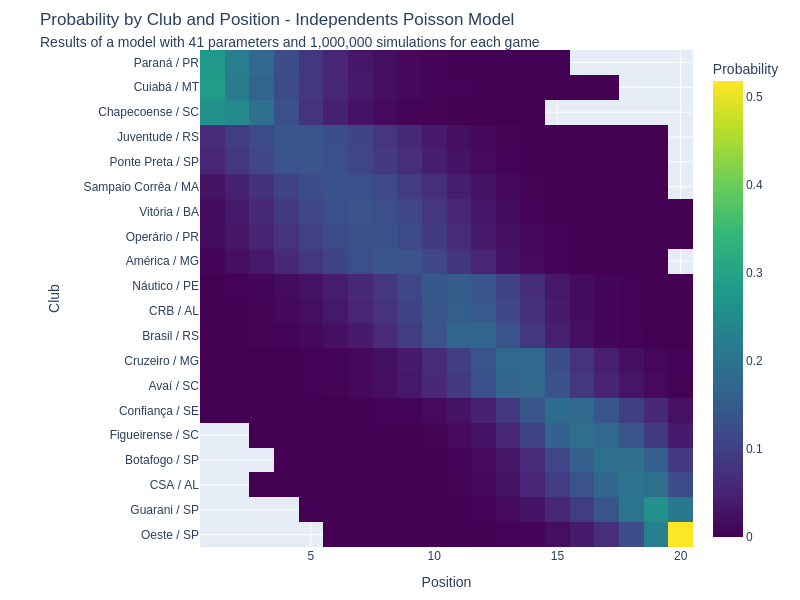 Probability by Club and Position - Independents Poisson Model
Results of a model with 41 parameters and 1,000,000 simulations for each game
Probability
Paraná / PR
Cuiabá / MT
Chapecoense / SC
Juventude / RS
Ponte Preta / SP
Sampaio Corrêa / MA
Vitória / BA
Operário / PR
América / MG
Náutico / PE
CRB / AL
Brasil / RS
Cruzeiro / MG
Avaí / SC
Confiança / SE
Figueirense / SC
Botafogo / SP
CSA / AL
Guarani / SP
Oeste / SP
Club
5
10
15
20
Position
0.5
0.4
0.3
0.2
0.1
0